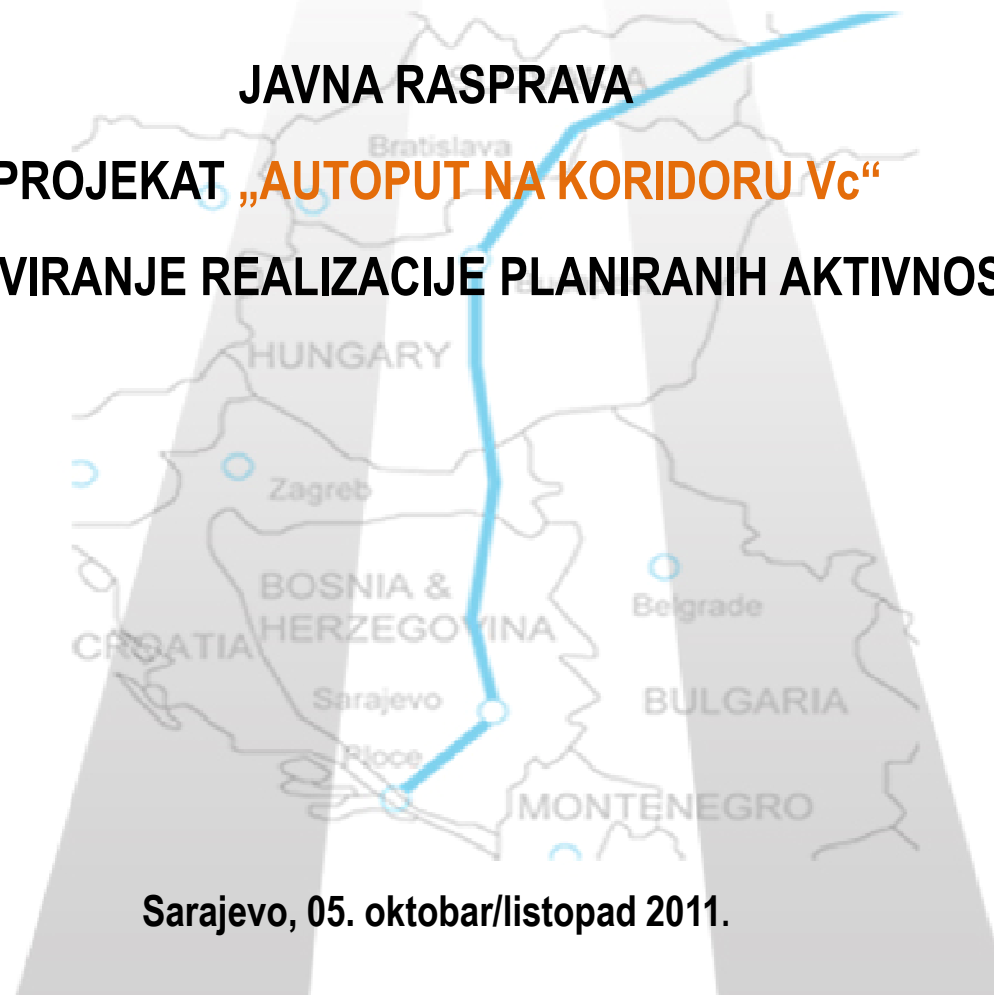 JAVNA RASPRAVA
PROJEKAT „AUTOPUT NA KORIDORU Vc“
VIRANJE REALIZACIJE PLANIRANIH AKTIVNOS
Bratislava
HUNGARY
Zagreb
BOSNIA &
HERZEGOVINA
Belgrade
CROATIA
Sarajevo
BULGARIA
Ploce
MONTENEGRO
Sarajevo, 05. oktobar/listopad 2011.